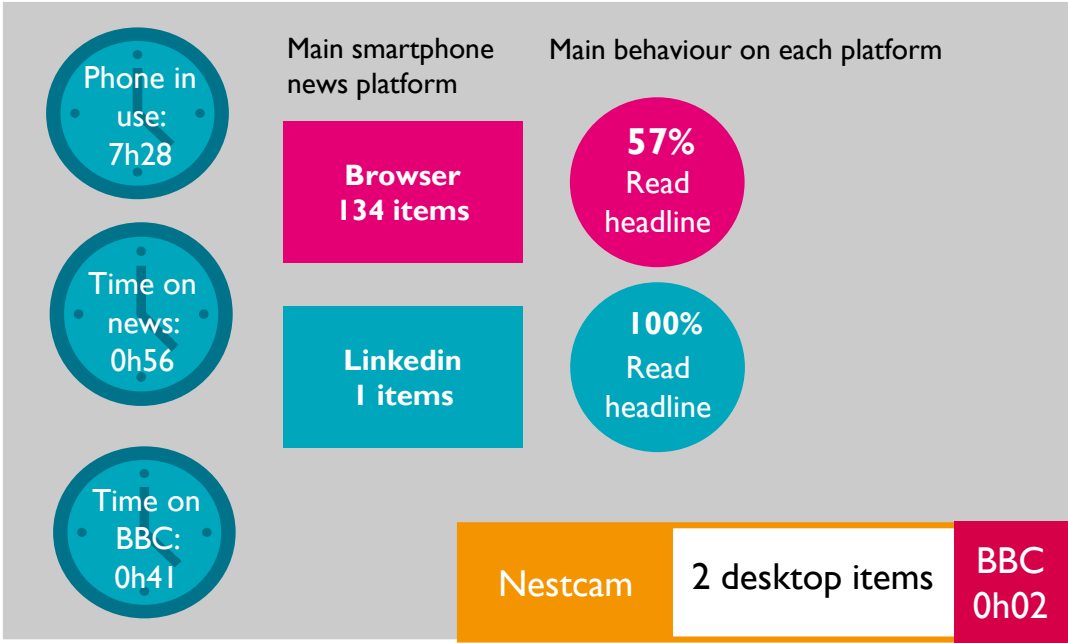 Phone in
use:
7h28
Time on
news:
0h56
Time on
BBC:
0h41
Main smartphone
news platform
Browser
134 items
Linkedin
1 items
Main behaviour on each platform
57%
Read
headline
100%
Read
headline
Nestcam
2 desktop items
BBC
0h02